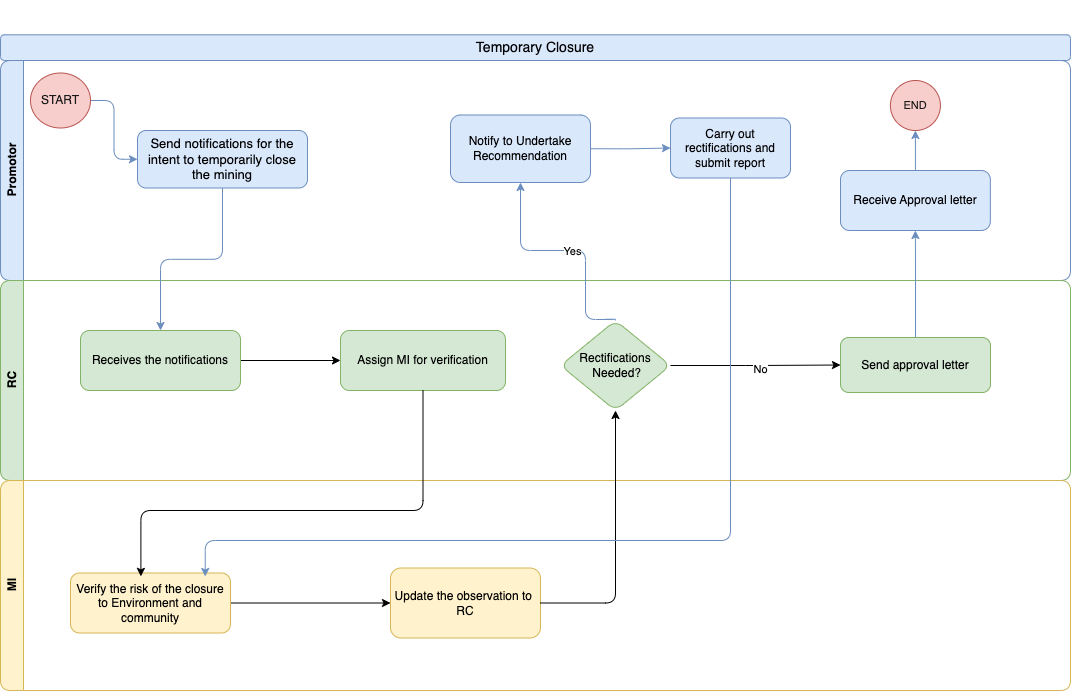 Temporary Closure
Promotor
START
Send notifications for the
intent to temporarily close
the mining
Notify to Undertake
Recommendation
Carry out
rectifications and
submit report
END
Receive Approval letter
Yes
RC
Receives the notifications
Assign MI for verification
Rectifications
Needed?
No
Send approval letter
MI
Verify the risk of the closure
to Environment and
community
Update the observation to
RC